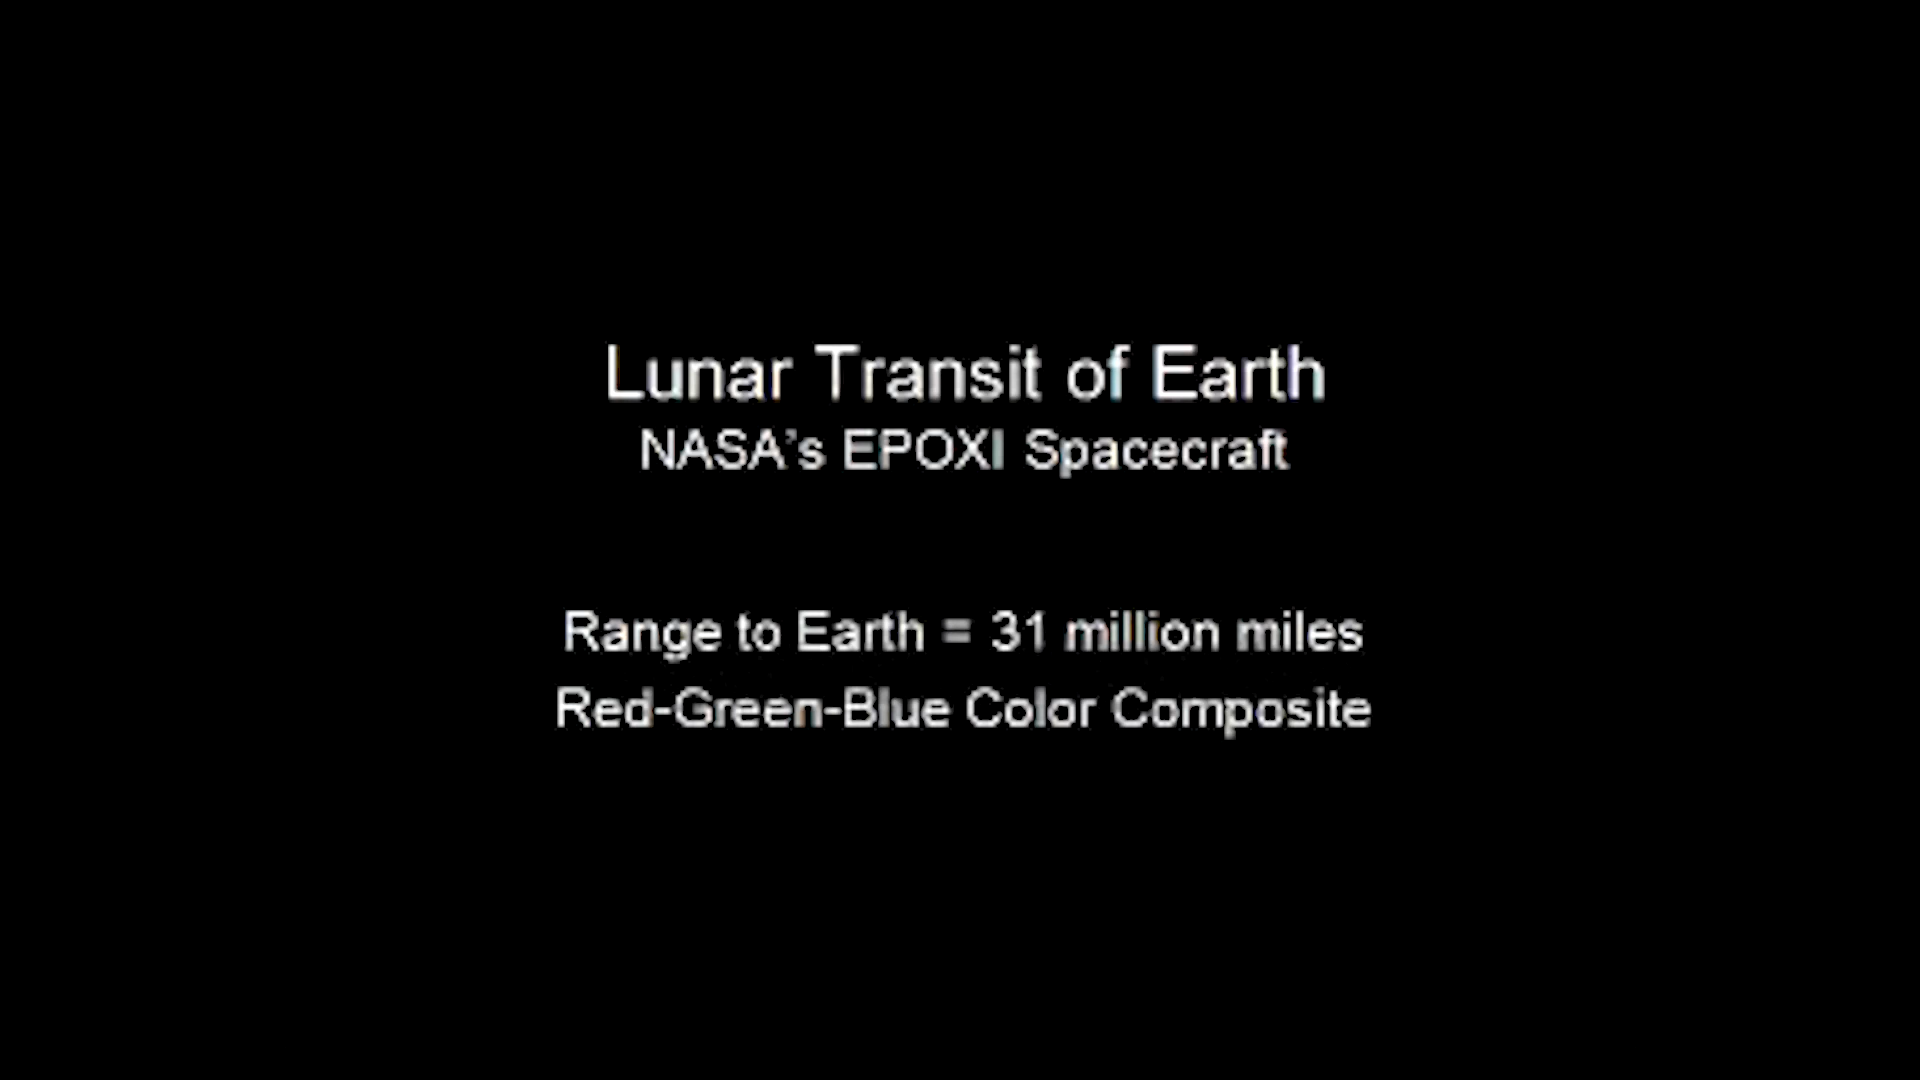 Lunar Transit of Earth
NASA's EPOXI Spacecraft
Range to Earth = 31 million miles
Red-Green-Blue Color Composite